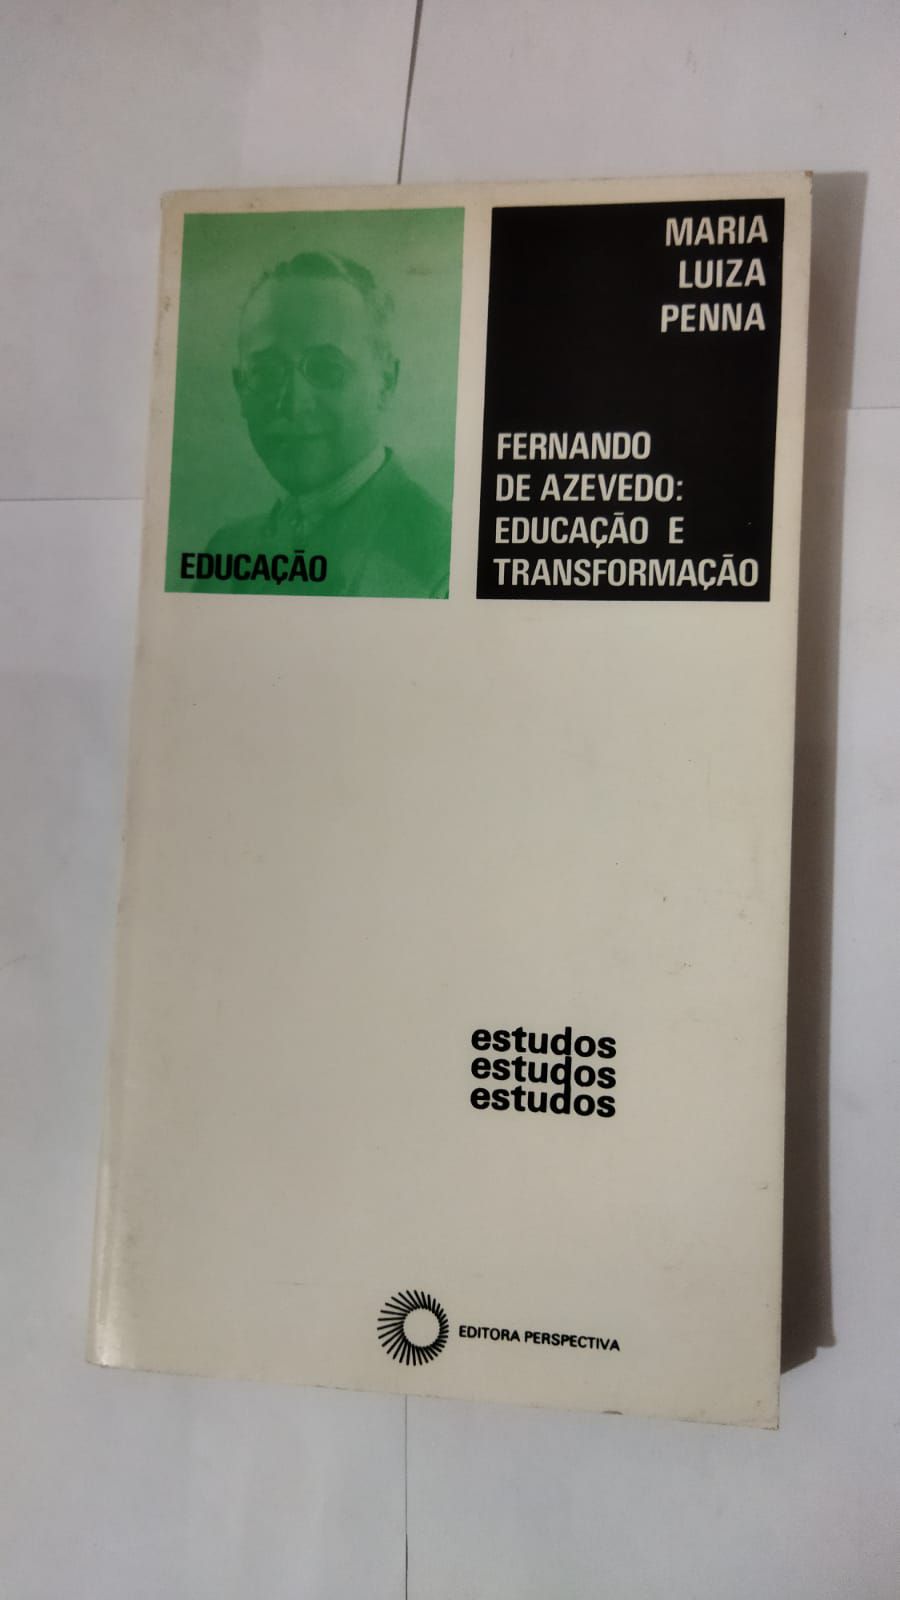 MARIA
LUIZA
PENNA
FERNANDO
DE AZEVEDO:
EDUCAÇÃO E
TRANSFORMAÇÃO
EDUCAÇÃO
estudos
estudos
estudos
EDITORA PERSPECTIVA